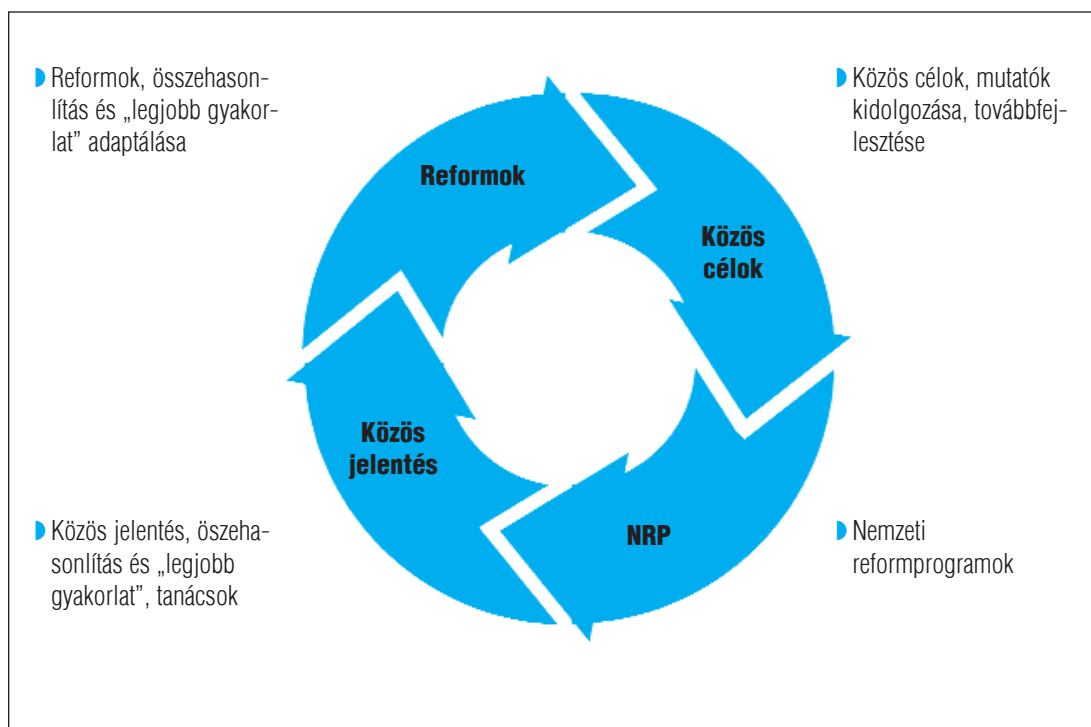 Reformok, összehason-
lítás és „legjobb gyakor-
lat” adaptálása
Közös célok, mutatók
kidolgozása, továbbfej-
lesztése
Reformok
Közös
célok
Közös
jelentés
NRP
Közös jelentés, öszeha-
sonlítás és „legjobb
gyakorlat”, tanácsok
Nemzeti
reformprogramok